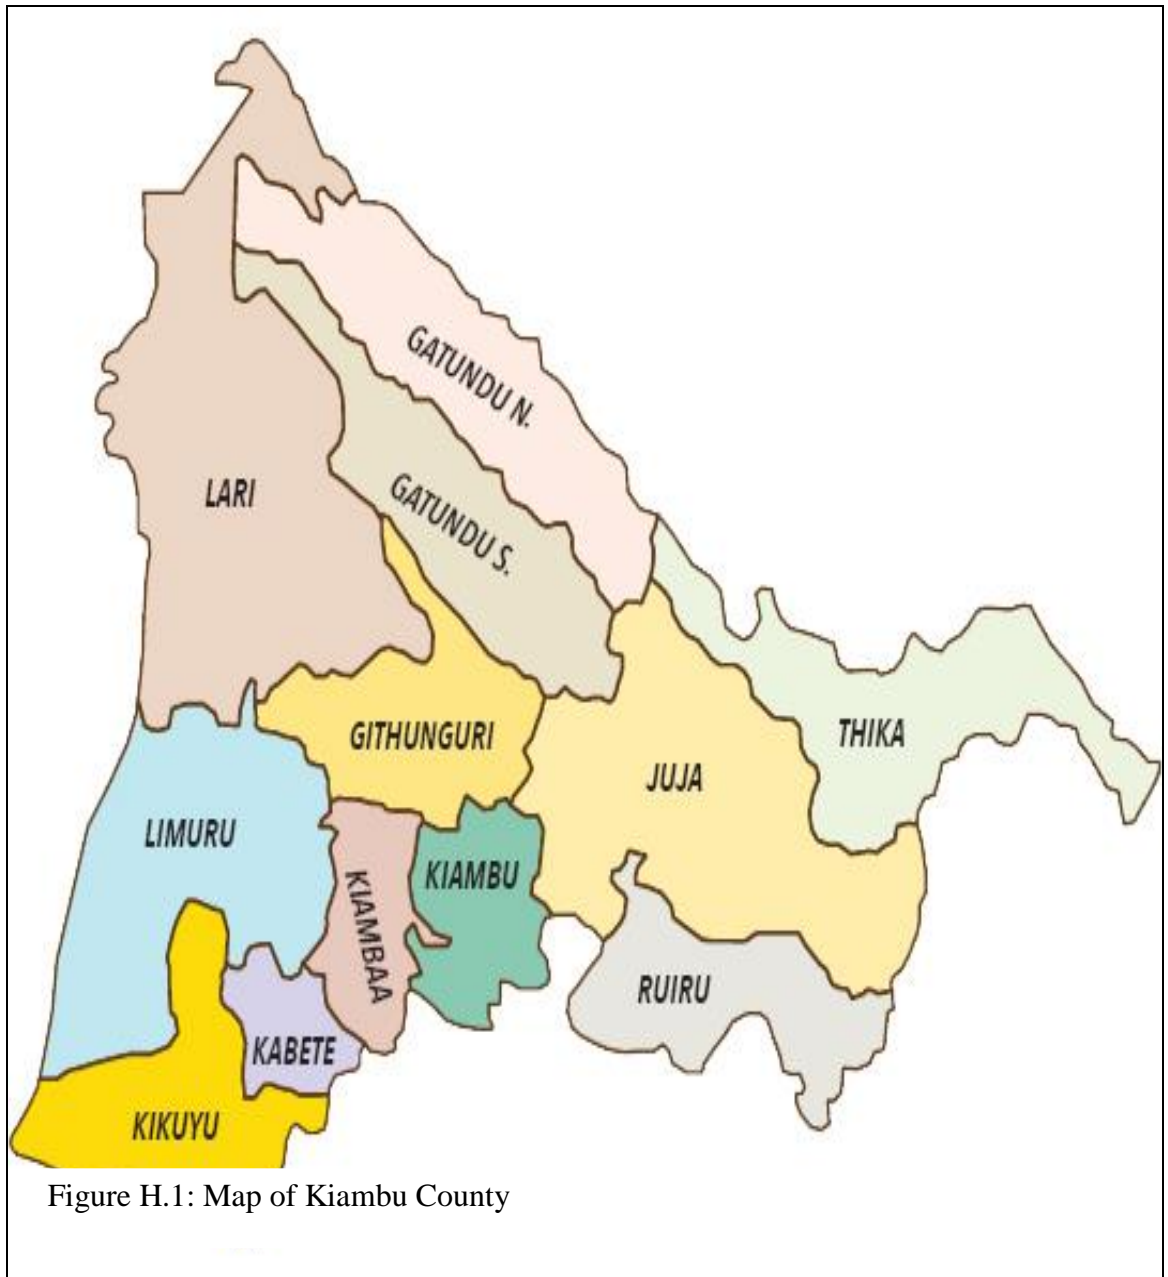 GATUNDU N.
LARI
GATUNDU S.
GITHUNGURI
THIKA
JUJA
LIMURU
KIAMBU
KIAMBAA
RUIRU
KABETE
KIKUYU
Figure H.1: Map of Kiambu County